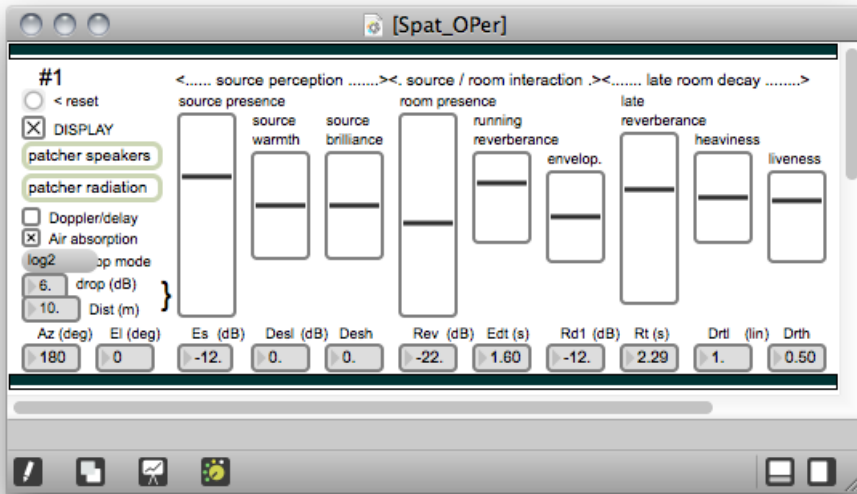 [Spat_OPer]
#1
<...... source perception .......><. source / room interaction .><....... late room decay ........>
< reset
source presence
room presence
late
reverberance
source
warmth
source
brilliance
running
reverberance
heaviness
DISPLAY
patcher speakers
envelop.
liveness
patcher radiation
Doppler/delay
Air absorption
log2
op mode
6. drop (dB)
}
10. Dist (m)
Az (deg) El (deg) Es (dB) Desl (dB) Desh Rev (dB) Edt (s) Rd1 (dB) Rt (s) Drtl (lin) Drth
180 0 -12. 0. 0. -22. 1.60 -12. 2.29 1. 0.50